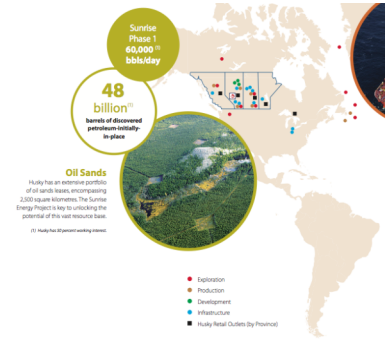 Sunrise
Phase 1
60,000 (1)
bbls/day
48
billion(1)
barrels of discovered
petroleum-initially-
in-place
Oil Sands
Husky has an extensive portfolio
of oil sands leases, encompassing
2,500 square kilometres. The Sunrise
Energy Project is key to unlocking the
potential of this vast resource base.
(1) Husky has 50 percent working interest.
Exploration
Production
Development
Infrastructure
Husky Retail Outlets (by Province)